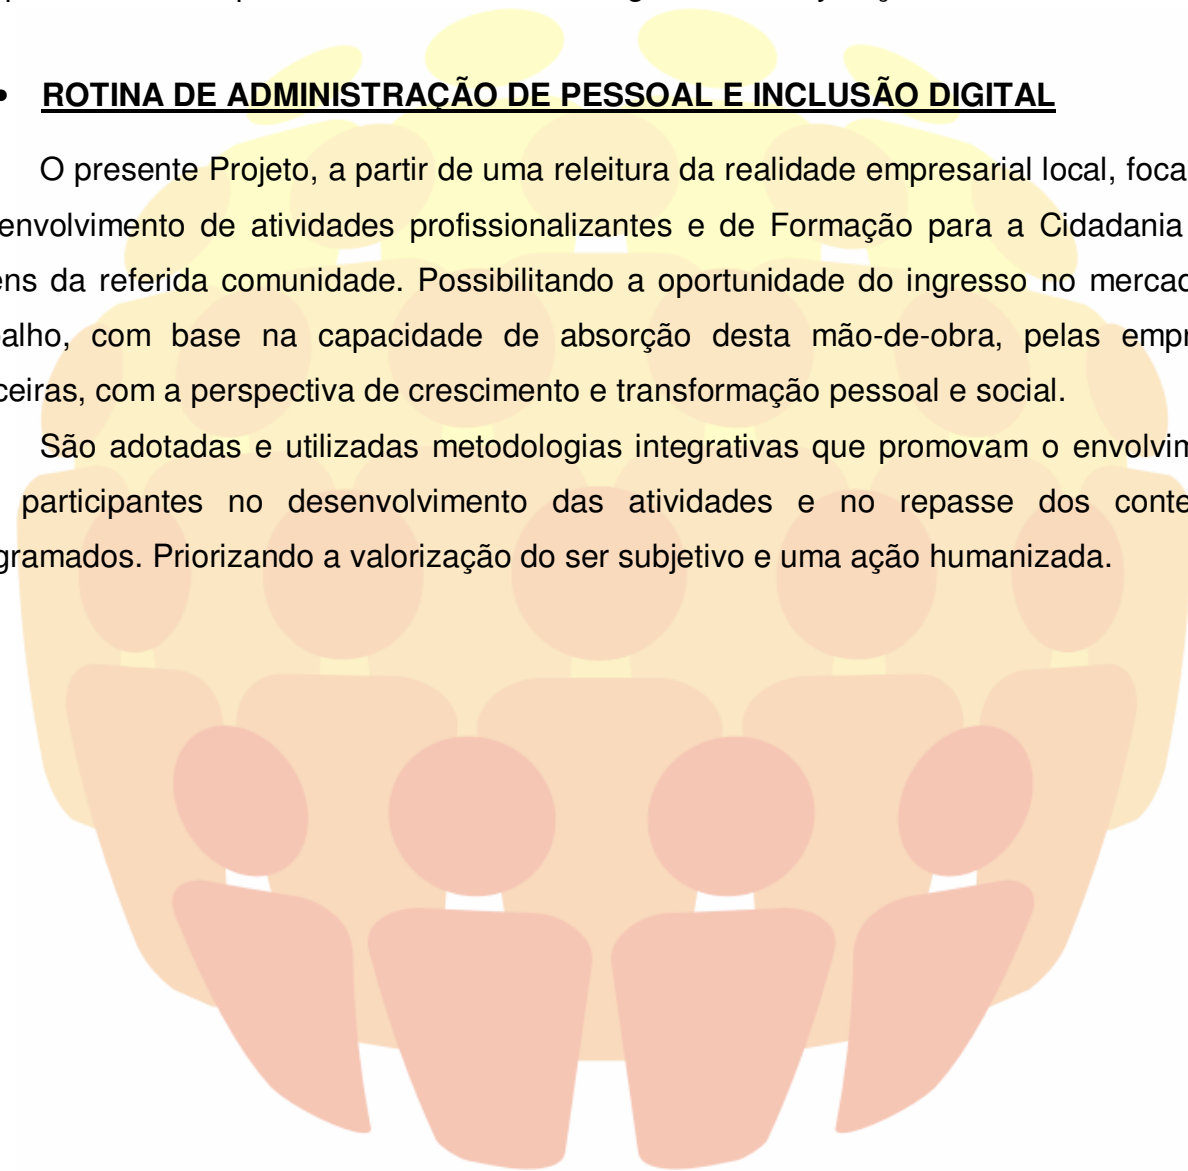 • ROTINA DE ADMINISTRAÇÃO DE PESSOAL E INCLUSÃO DIGITAL
O presente Projeto, a partir de uma releitura da realidade empresarial local, foca
envolvimento de atividades profissionalizantes e de Formação para a Cidadania
ens da referida comunidade. Possibilitando a oportunidade do ingresso no mercad
alho, com base na capacidade de absorção desta mão-de-obra, pelas empr
ceiras, com a perspectiva de crescimento e transformação pessoal e social.
São adotadas e utilizadas metodologias integrativas que promovam o envolvim
participantes no desenvolvimento das atividades e no repasse dos conte
gramados. Priorizando a valorização do ser subjetivo e uma ação humanizada.